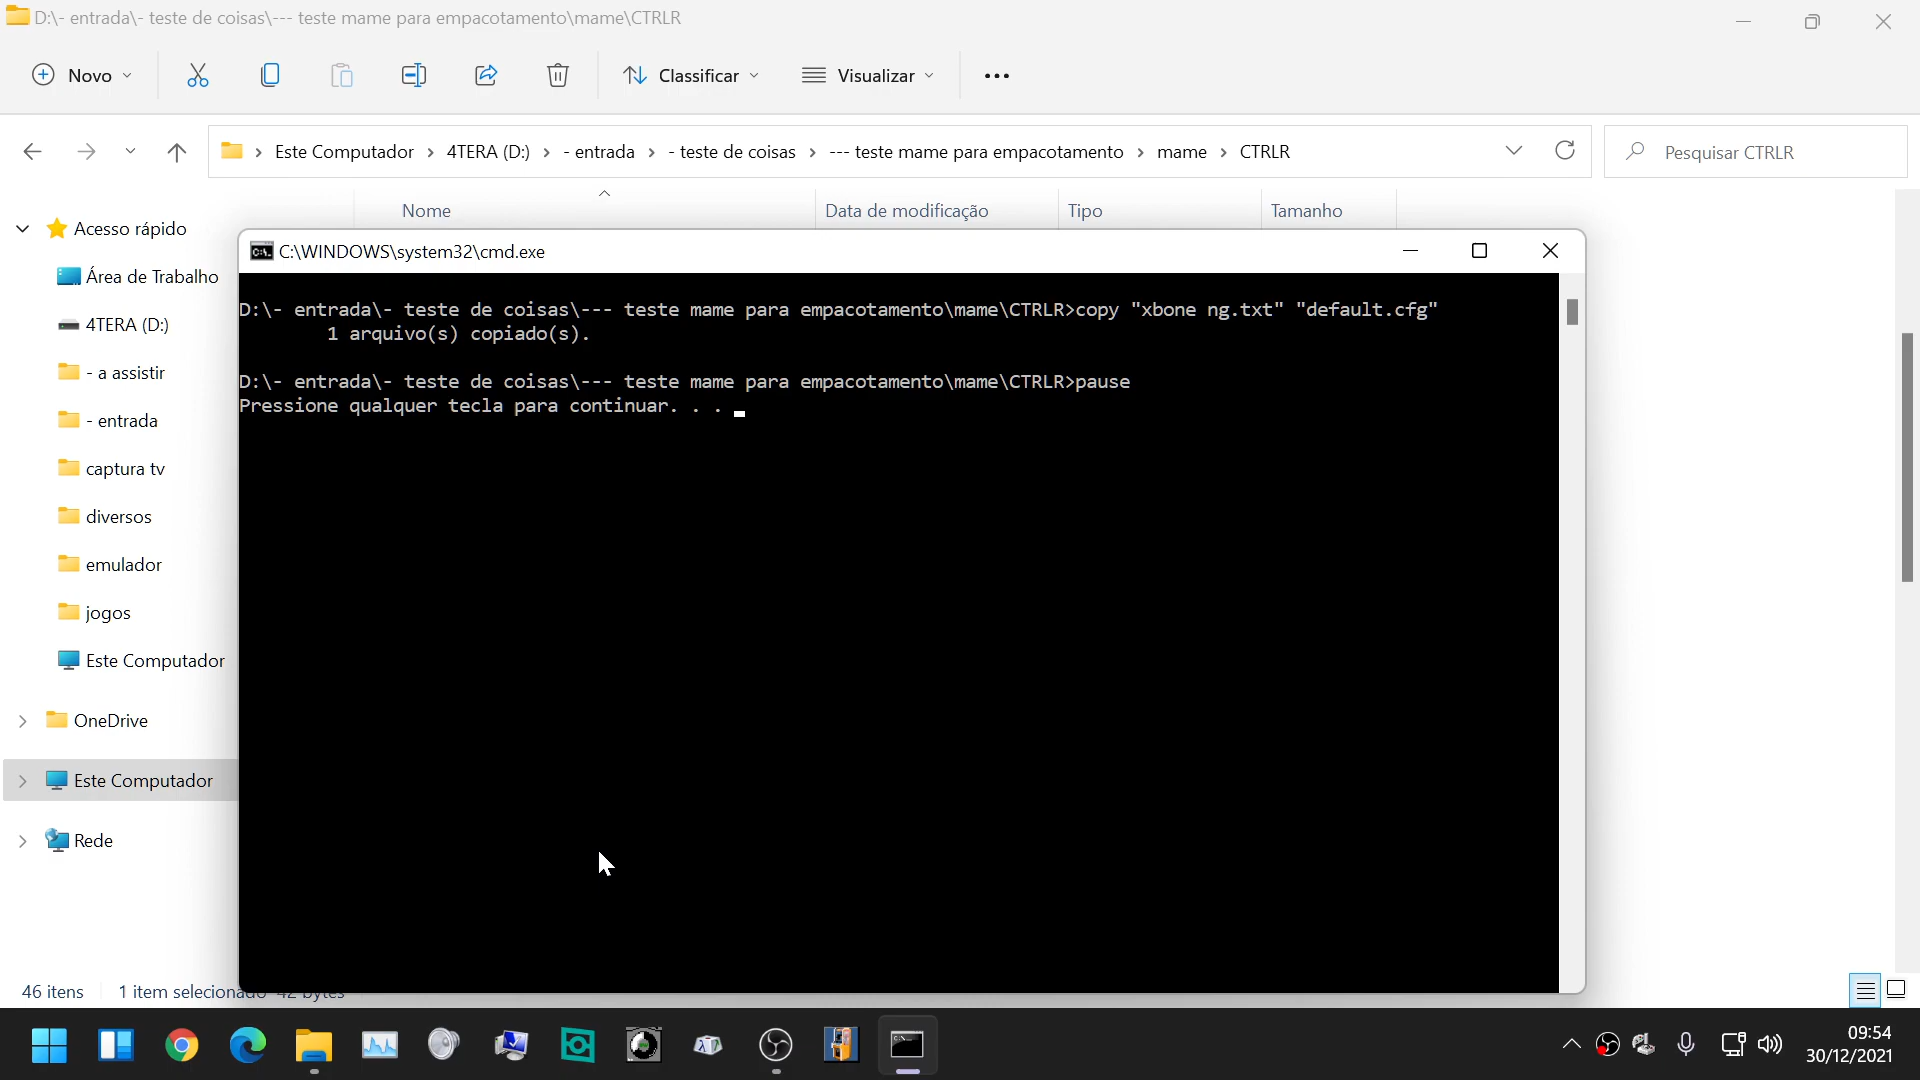 D:\- entrada\- teste de coisas\--- teste mame para empacotamento\mame\CTRLR
Novo
Classificar
Visualizar
Este Computador > 4TERA (D:) > - entrada > - teste de coisas > --- teste mame para empacotamento > mame > CTRLR
Pesquisar CTRLR
Nome
Data de modificação
Tipo
Tamanho
Acesso rápido
Área de Trabalho
4TERA (D:)
- a assistir
- entrada
captura tv
diversos
emulador
jogos
Este Computador
OneDrive
Este Computador
Rede
C:\WINDOWS\system32\cmd.exe
D:\- entrada\- teste de coisas\--- teste mame para empacotamento\mame\CTRLR>copy "xbone ng.txt" "default.cfg"
1 arquivo(s) copiado(s).
D:\- entrada\- teste de coisas\--- teste mame para empacotamento\mame\CTRLR>pause
Pressione qualquer tecla para continuar. . .
46 itens
1 item selecionado 42 bytes
09:54
30/12/2021